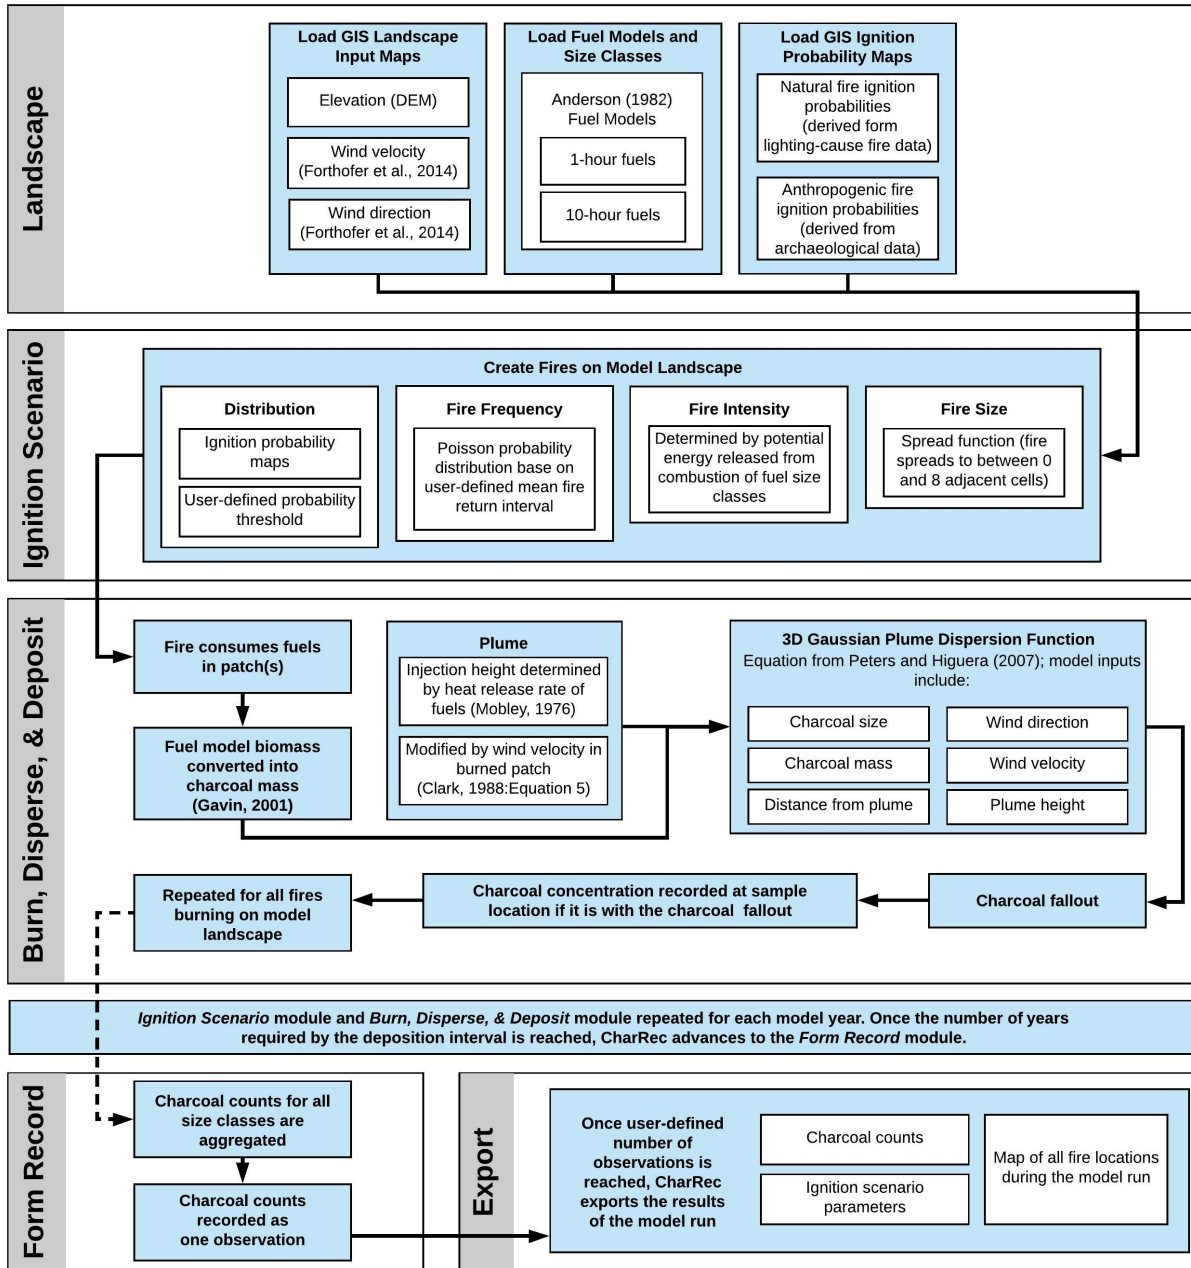 Landscape
Load GIS Landscape
Input Maps
Elevation (DEM)
Wind velocity
(Forthofer et al., 2014)
Wind direction
(Forthofer et al., 2014)
Load Fuel Models and
Size Classes
Anderson (1982)
Fuel Models
1-hour fuels
10-hour fuels
Load GIS Ignition
Probability Maps
Natural fire ignition
probabilities
(derived form
lighting-cause fire data)
Anthropogenic fire
ignition probabilities
(derived from
archaeological data)
Ignition Scenario
Create Fires on Model Landscape
Distribution
Ignition probability
maps
User-defined probability
threshold
Fire Frequency
Poisson probability
distribution base on
user-defined mean fire
return interval
Fire Intensity
Determined by potential
energy released from
combustion of fuel size
classes
Fire Size
Spread function (fire
spreads to between 0
and 8 adjacent cells)
Burn, Disperse, & Deposit
Fire consumes fuels
in patch(s)
Fuel model biomass
converted into
charcoal mass
(Gavin, 2001)
Plume
Injection height determined
by heat release rate of
fuels (Mobley, 1976)
Modified by wind velocity in
burned patch
(Clark, 1988:Equation 5)
3D Gaussian Plume Dispersion Function
Equation from Peters and Higuera (2007); model inputs
include:
Charcoal size
Charcoal mass
Distance from plume
Wind direction
Wind velocity
Plume height
Charcoal fallout
Charcoal concentration recorded at sample
location if it is with the charcoal fallout
Repeated for all fires
burning on model
landscape
Ignition Scenario module and Burn, Disperse, & Deposit module repeated for each model year. Once the number of years
required by the deposition interval is reached, CharRec advances to the Form Record module.
Form Record
Charcoal counts for all
size classes are
aggregated
Charcoal counts
recorded as
one observation
Export
Once user-defined
number of
observations is
reached, CharRec
exports the results
of the model run
Charcoal counts
Ignition scenario
parameters
Map of all fire locations
during the model run